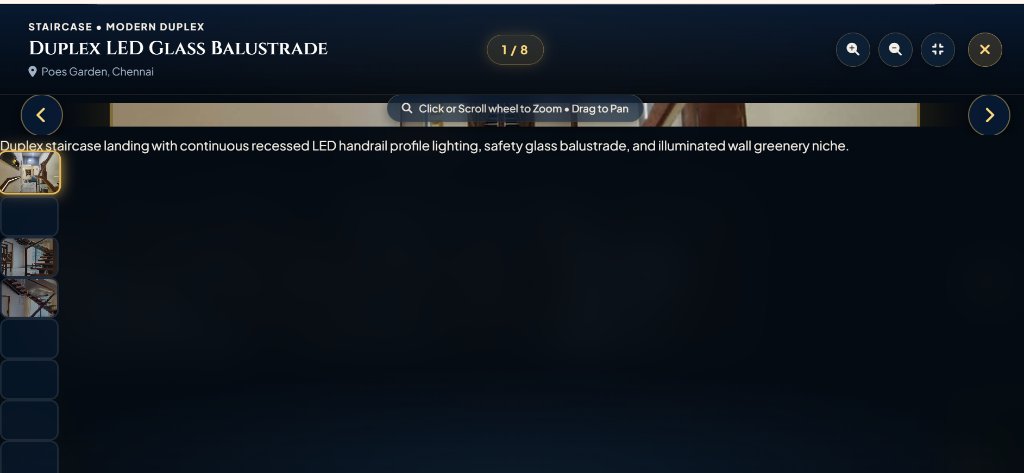 STAIRCASE • MODERN DUPLEX
DUPLEX LED GLASS BALUSTRADE
Poes Garden, Chennai
1 / 8
Click or Scroll wheel to Zoom • Drag to Pan
Duplex staircase landing with continuous recessed LED handrail profile lighting, safety glass balustrade, and illuminated wall greenery niche.